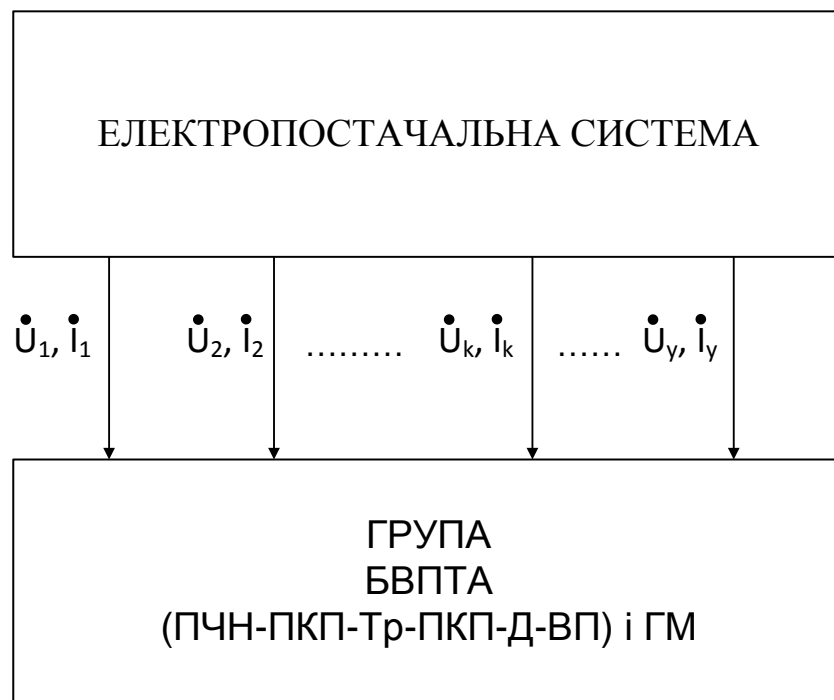 ЕЛЕКТРОПОСТАЧАЛЬНА СИСТЕМА
U̇₁, İ₁ U̇₂, İ₂ ......... U̇ₖ, İₖ ...... U̇ᵧ, İᵧ
ГРУПА
БВПТА
(ПЧН-ПКП-Тр-ПКП-Д-ВП) і ГМ